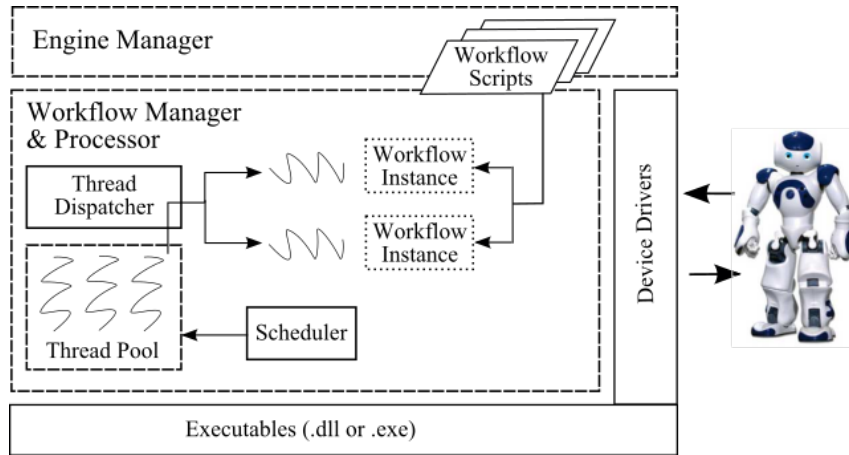 Engine Manager
Workflow
Scripts
Workflow Manager
& Processor
Thread
Dispatcher
Workflow
Instance
Workflow
Instance
Thread Pool
Scheduler
Device Drivers
Executables (.dll or .exe)